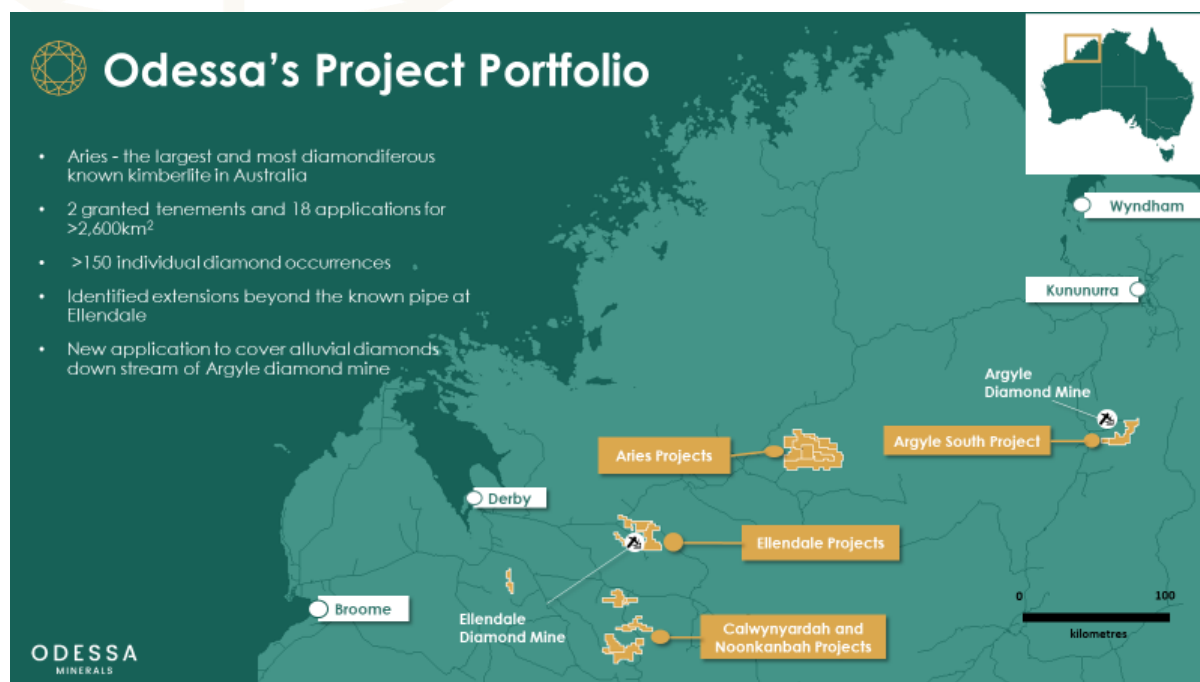 Odessa's Project Portfolio
• Aries - the largest and most diamondiferous
known kimberlite in Australia
• 2 granted tenements and 18 applications for
>2,600km²
• >150 individual diamond occurrences
• Identified extensions beyond the known pipe at
Ellendale
• New application to cover alluvial diamonds
down stream of Argyle diamond mine
Wyndham
Kununurra
Argyle
Diamond Mine
Argyle South Project
Aries Projects
Derby
Ellendale Projects
Broome
Ellendale
Diamond Mine
Calwynyardah and
Noonkanbah Projects
0 100
kilometres
ODESSA
MINERALS